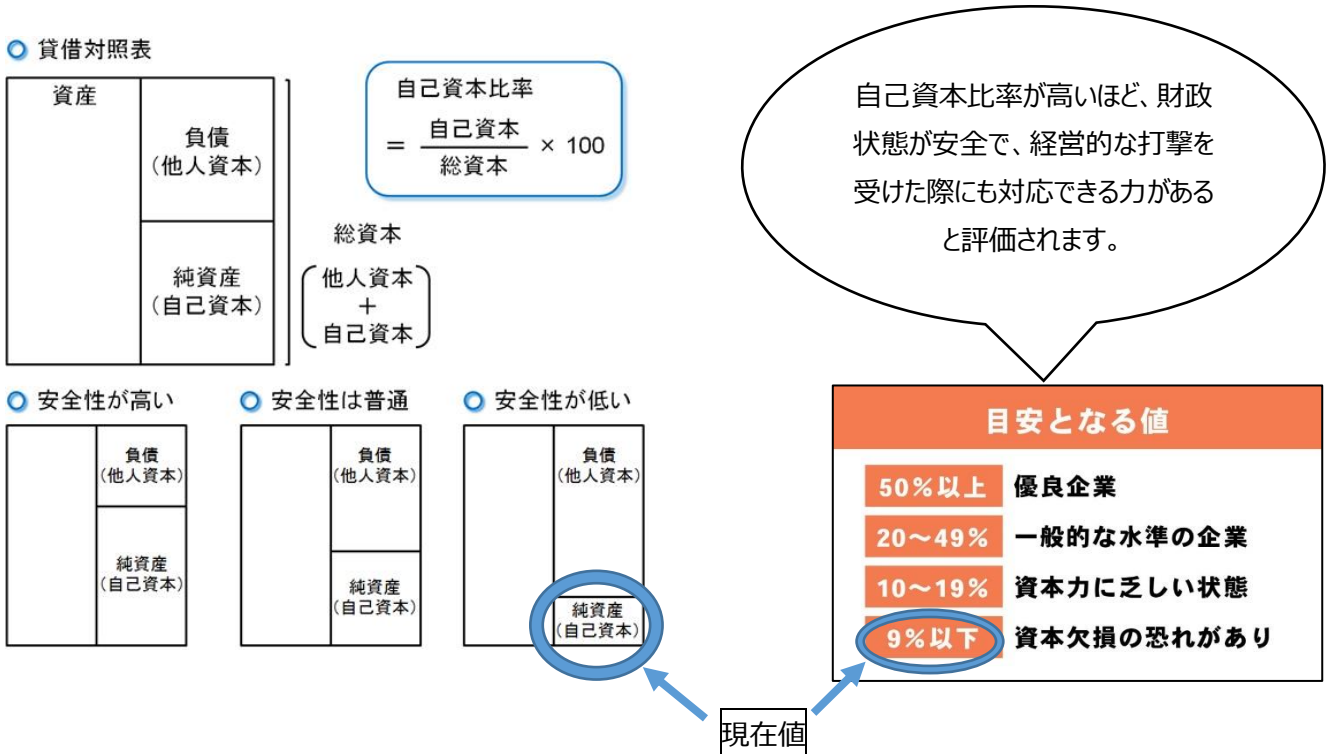 貸借対照表
資産
負債
(他人資本)
純資産
(自己資本)
総資本
他人資本
+
自己資本
自己資本比率
= 自己資本 / 総資本 × 100
自己資本比率が高いほど、財政
状態が安全で、経営的な打撃を
受けた際にも対応できる力がある
と評価されます。
安全性が高い
負債
(他人資本)
純資産
(自己資本)
安全性は普通
負債
(他人資本)
純資産
(自己資本)
安全性が低い
負債
(他人資本)
純資産
(自己資本)
目安となる値
50%以上 優良企業
20〜49% 一般的な水準の企業
10〜19% 資本力に乏しい状態
9%以下 資本欠損の恐れがあり
現在値